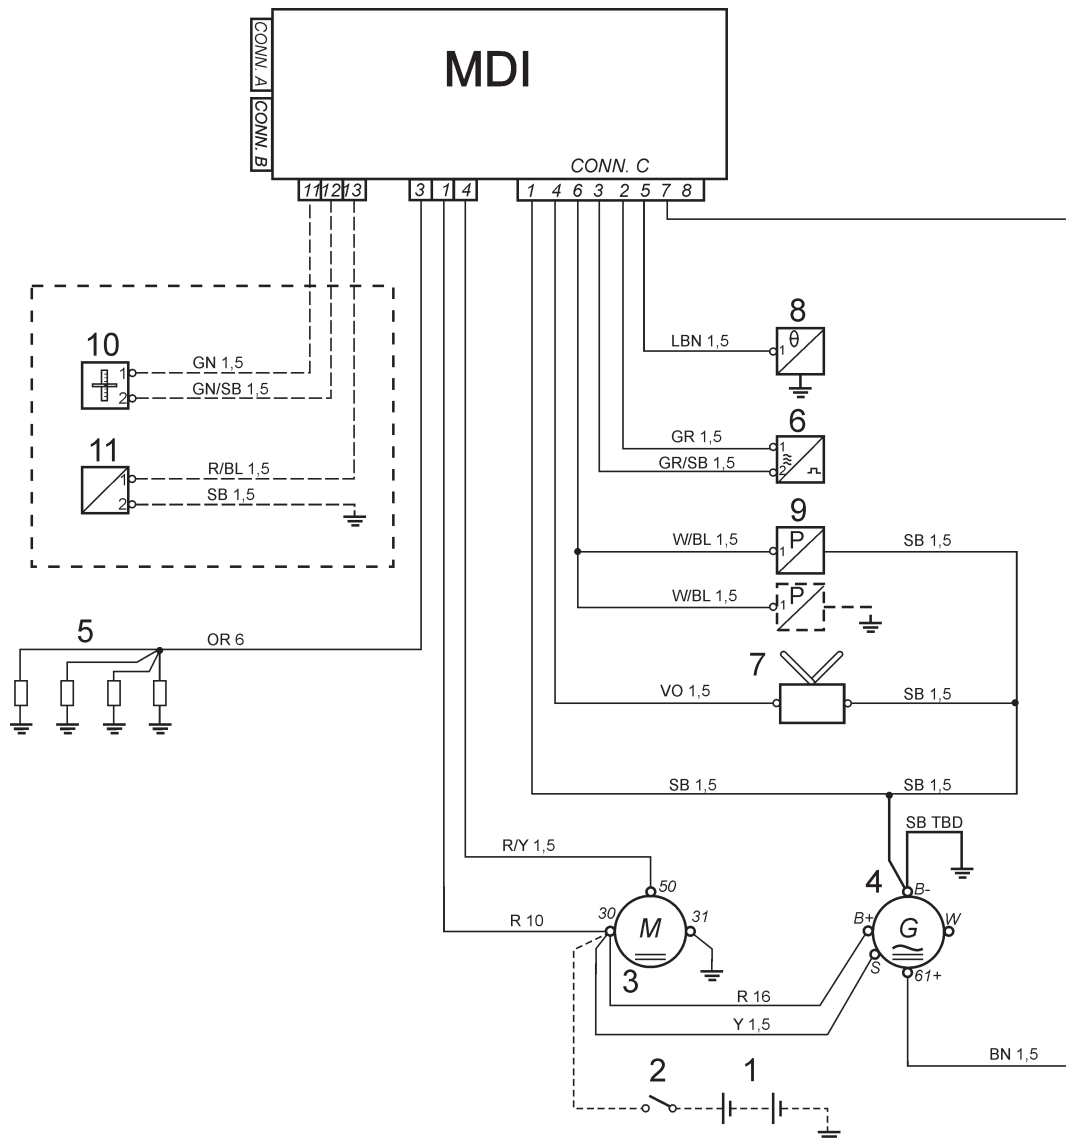 CONN. A
MDI
CONN. B
CONN. C
11 12 13 3 1 4 1 4 6 3 2 5 7 8
8
θ
LBN 1,5 1
10
GN 1,5 1
GN/SB 1,5 2
6
GR 1,5 1
GR/SB 1,5 2
11
R/BL 1,5 1
SB 1,5 2
9
W/BL 1,5 1 P SB 1,5
W/BL 1,5 1 P
5
OR 6
7
VO 1,5 SB 1,5
SB 1,5 SB 1,5
SB TBD
R/Y 1,5
4
50 B-
30 31 B+ W
R 10 M G
3
S 61+
R 16
Y 1,5
BN 1,5
2 1